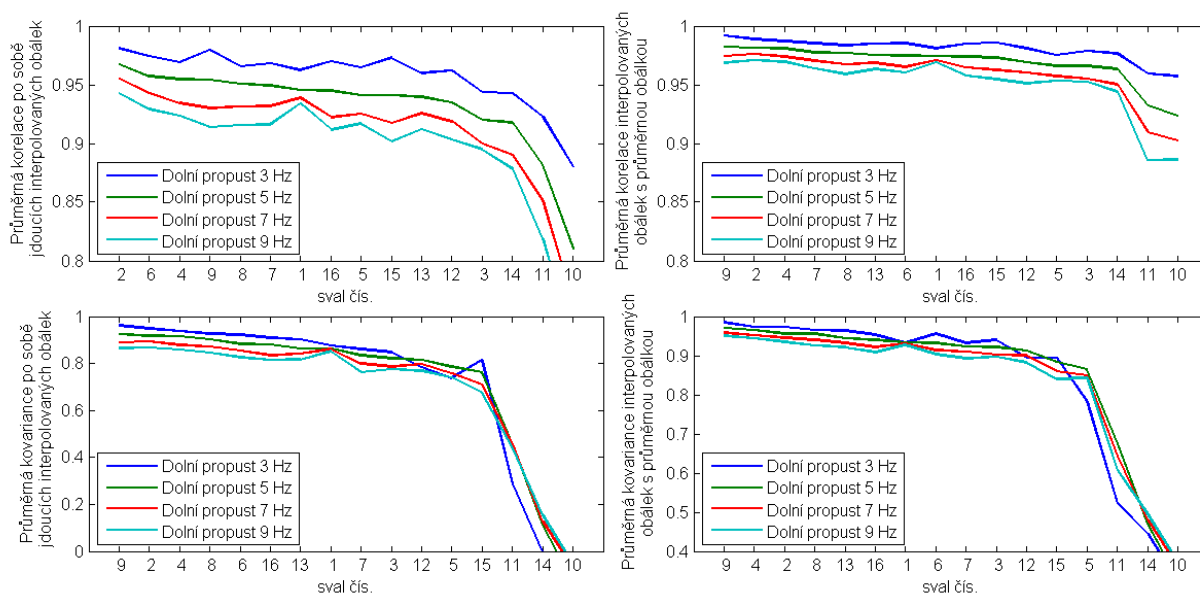 Průměrná korelace po sobě
jdoucích interpolovaných obálek
1
0.95
0.9
0.85
0.8
Dolní propust 3 Hz
Dolní propust 5 Hz
Dolní propust 7 Hz
Dolní propust 9 Hz
2 6 4 9 8 7 1 16 5 15 13 12 3 14 11 10
sval čís.
Průměrná korelace interpolovaných
obálek s průměrnou obálkou
1
0.95
0.9
0.85
0.8
Dolní propust 3 Hz
Dolní propust 5 Hz
Dolní propust 7 Hz
Dolní propust 9 Hz
9 2 4 7 8 13 6 1 16 15 12 5 3 14 11 10
sval čís.
Průměrná kovariance po sobě
jdoucích interpolovaných obálek
1
0.8
0.6
0.4
0.2
0
Dolní propust 3 Hz
Dolní propust 5 Hz
Dolní propust 7 Hz
Dolní propust 9 Hz
9 2 6 4 8 16 13 1 7 3 12 5 15 11 14 10
sval čís.
Průměrná kovariance interpolovaných
obálek s průměrnou obálkou
1
0.9
0.8
0.7
0.6
0.5
0.4
Dolní propust 3 Hz
Dolní propust 5 Hz
Dolní propust 7 Hz
Dolní propust 9 Hz
9 4 2 8 13 16 1 6 7 3 12 15 5 11 14 10
sval čís.